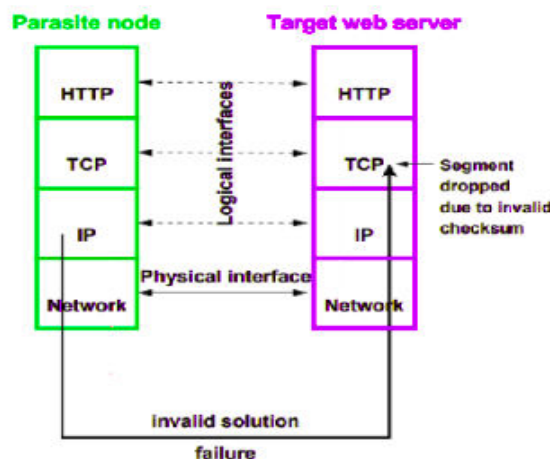 Parasite node
Target web server
HTTP
HTTP
Logical interfaces
TCP
TCP
Segment
dropped
due to invalid
checksum
IP
IP
Physical interface
Network
Network
invalid solution
failure